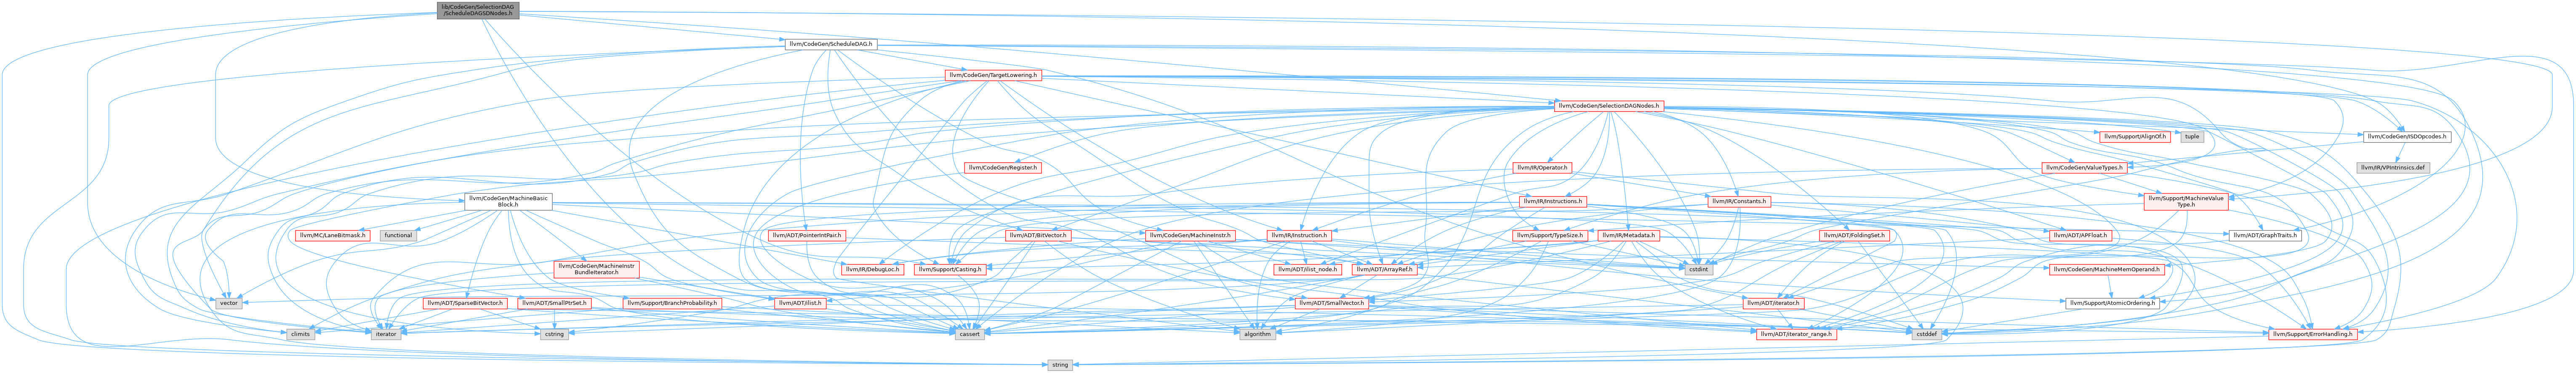 lib/CodeGen/SelectionDAG
/ScheduleDAGSDNodes.h
llvm/CodeGen/ScheduleDAG.h
llvm/CodeGen/TargetLowering.h
llvm/CodeGen/SelectionDAGNodes.h
llvm/Support/AlignOf.h
tuple
llvm/CodeGen/ISDOpcodes.h
llvm/CodeGen/Register.h
llvm/IR/Operator.h
llvm/CodeGen/ValueTypes.h
llvm/IR/VPIntrinsics.def
llvm/CodeGen/MachineBasic
Block.h
llvm/IR/Instructions.h
llvm/IR/Constants.h
llvm/Support/MachineValue
Type.h
llvm/MC/LaneBitmask.h
functional
llvm/ADT/PointerIntPair.h
llvm/ADT/BitVector.h
llvm/CodeGen/MachineInstr.h
llvm/IR/Instruction.h
llvm/Support/TypeSize.h
llvm/IR/Metadata.h
llvm/ADT/FoldingSet.h
llvm/ADT/APFloat.h
llvm/ADT/GraphTraits.h
llvm/CodeGen/MachineInstr
BundleIterator.h
llvm/IR/DebugLoc.h
llvm/Support/Casting.h
llvm/ADT/ilist_node.h
llvm/ADT/ArrayRef.h
cstdint
llvm/CodeGen/MachineMemOperand.h
vector
llvm/ADT/SparseBitVector.h
llvm/ADT/SmallPtrSet.h
llvm/Support/BranchProbability.h
llvm/ADT/ilist.h
llvm/ADT/SmallVector.h
llvm/ADT/iterator.h
llvm/Support/AtomicOrdering.h
climits
iterator
cstring
cassert
algorithm
llvm/ADT/iterator_range.h
cstddef
llvm/Support/ErrorHandling.h
string